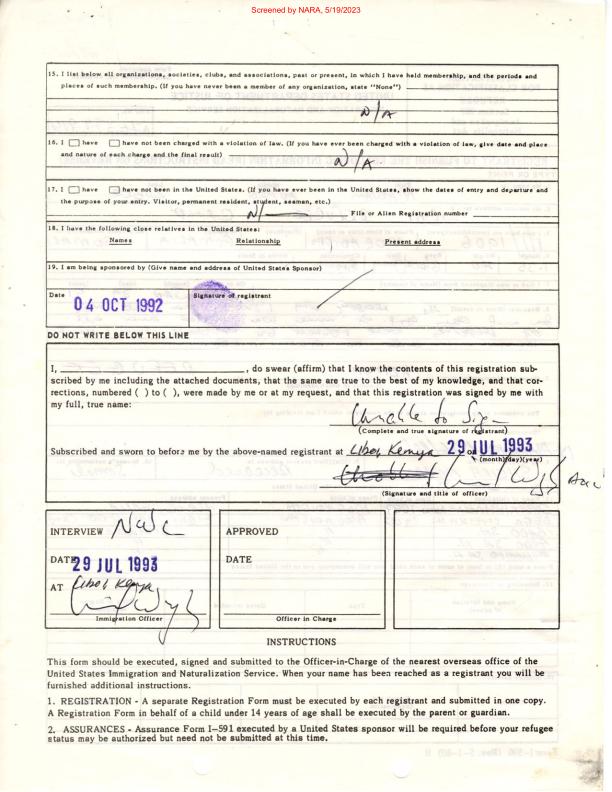 Screened by NARA, 5/19/2023
15. I list below all organizations, societies, clubs, and associations, past or present, in which I have held membership, and the periods
and places of such membership. (If you have never been a member of any organization, state "None")
N/A
16. I have have not been charged with a violation of law. (If you have ever been charged with a violation of law, give date and place
and nature of each charge and the final result)
N/A.
17. I have have not been in the United States. (If you have ever been in the United States, show the dates of entry and departure and
the purpose of your entry. Visitor, permanent resident, student, seaman, etc.)
N/ File or Alien Registration number
18. I have the following close relatives in the United States:
Names Relationship Present address
19. I am being sponsored by (Give name and address of United States Sponsor)
Date 04 OCT 1992 Signature of registrant
DO NOT WRITE BELOW THIS LINE
I, , do swear (affirm) that I know the contents of this registration sub-
scribed by me including the attached documents, that the same are true to the best of my knowledge, and that cor-
rections, numbered ( ) to ( ), were made by me or at my request, and that this registration was signed by me with
my full, true name:
Unable to Sign
(Complete and true signature of registrant)
Subscribed and sworn to before me by the above-named registrant at Liboi, Kenya 29 JUL 1993
(month)(day)(year)
(Signature and title of officer)
INTERVIEW
DATE 29 JUL 1993
AT Liboi Kenya
Immigration Officer
APPROVED
DATE
Officer in Charge
INSTRUCTIONS
This form should be executed, signed and submitted to the Officer-in-Charge of the nearest overseas office of the
United States Immigration and Naturalization Service. When your name has been reached as a registrant you will be
furnished additional instructions.
1. REGISTRATION - A separate Registration Form must be executed by each registrant and submitted in one copy.
A Registration Form in behalf of a child under 14 years of age shall be executed by the parent or guardian.
2. ASSURANCES - Assurance Form I-591 executed by a United States sponsor will be required before your refugee
status may be authorized but need not be submitted at this time.